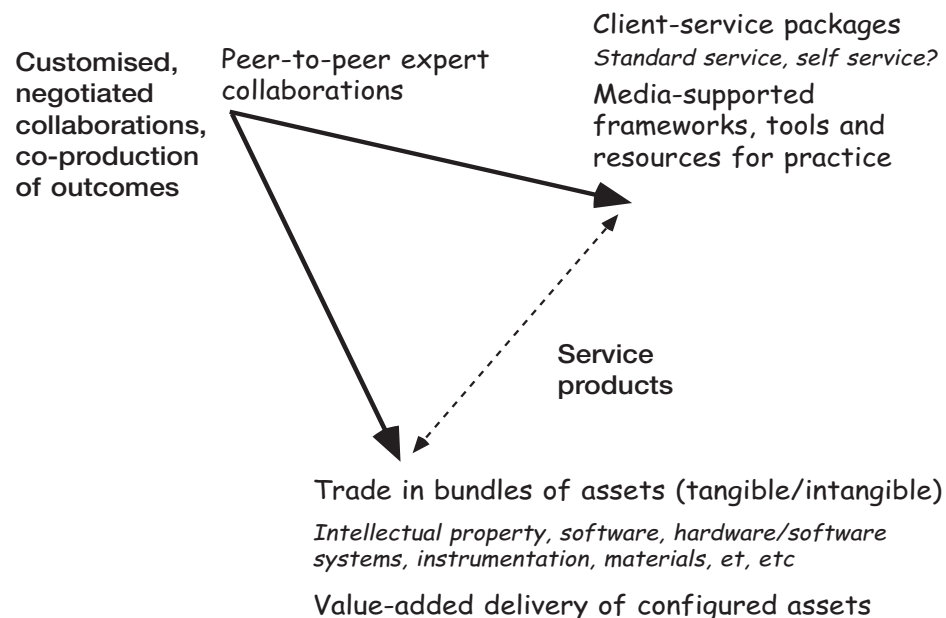 Customised,
negotiated
collaborations,
co-production
of outcomes
Peer-to-peer expert
collaborations
Client-service packages
Standard service, self service?
Media-supported
frameworks, tools and
resources for practice
Service
products
Trade in bundles of assets (tangible/intangible)
Intellectual property, software, hardware/software
systems, instrumentation, materials, et, etc
Value-added delivery of configured assets